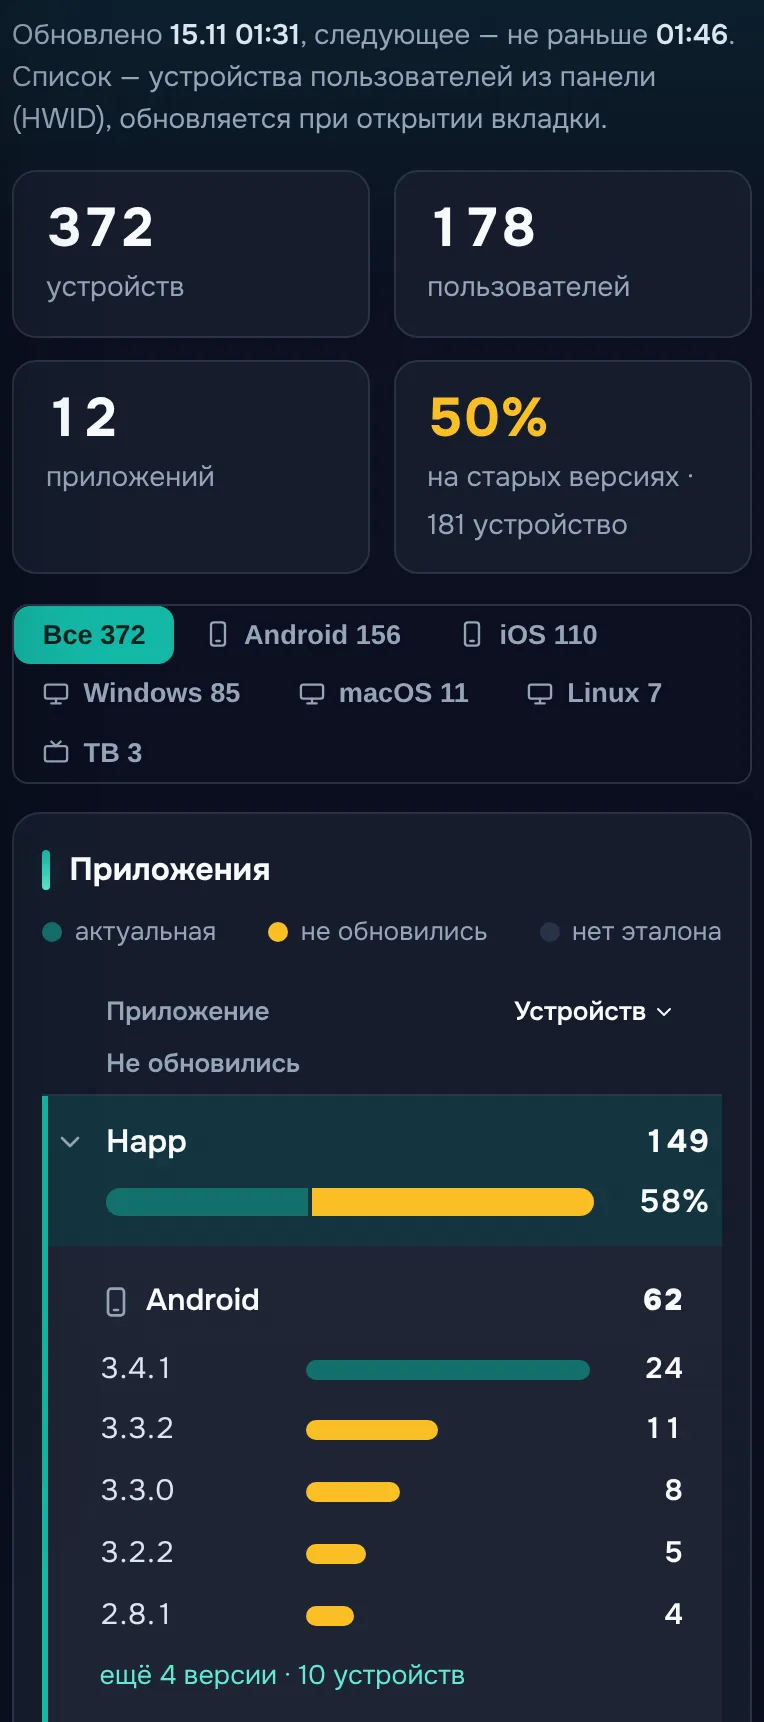 Обновлено 15.11 01:31, следующее — не раньше 01:46.
Список — устройства пользователей из панели
(HWID), обновляется при открытии вкладки.
372
устройств
178
пользователей
12
приложений
50%
на старых версиях ·
181 устройство
Все 372
Android 156
iOS 110
Windows 85
macOS 11
Linux 7
ТВ 3
Приложения
актуальная
не обновились
нет эталона
Приложение
Устройств
Не обновились
Happ
149
58%
Android
62
3.4.1
24
3.3.2
11
3.3.0
8
3.2.2
5
2.8.1
4
ещё 4 версии · 10 устройств